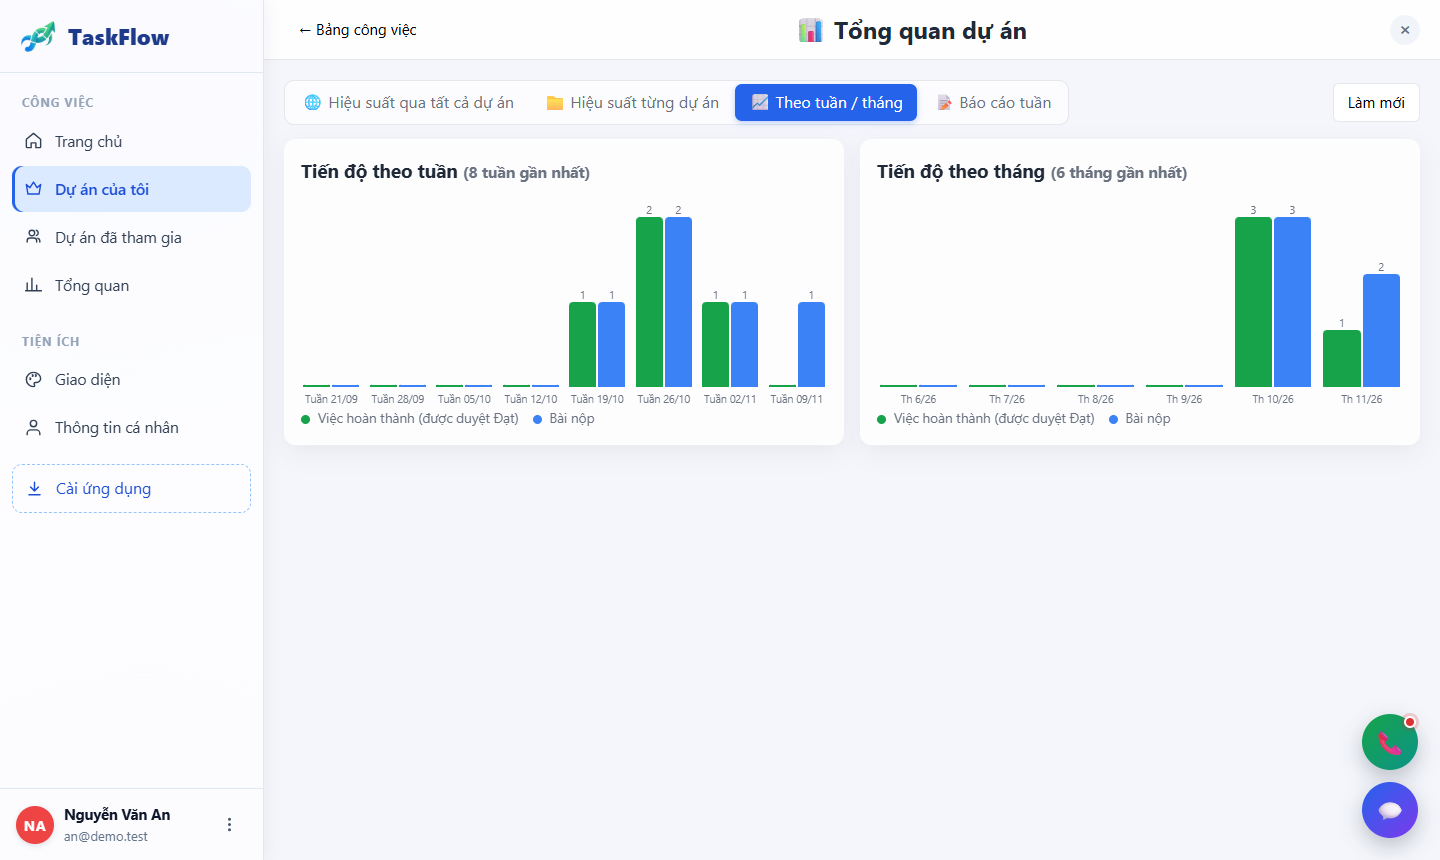 TaskFlow
← Bảng công việc
Tổng quan dự án
CÔNG VIỆC
Trang chủ
Dự án của tôi
Dự án đã tham gia
Tổng quan
TIỆN ÍCH
Giao diện
Thông tin cá nhân
Cài ứng dụng
NA
Nguyễn Văn An
an@demo.test
Hiệu suất qua tất cả dự án
Hiệu suất từng dự án
Theo tuần / tháng
Báo cáo tuần
Làm mới
Tiến độ theo tuần (8 tuần gần nhất)
2 2
1 1 1 1 1
Tuần 21/09 Tuần 28/09 Tuần 05/10 Tuần 12/10 Tuần 19/10 Tuần 26/10 Tuần 02/11 Tuần 09/11
Việc hoàn thành (được duyệt Đạt) Bài nộp
Tiến độ theo tháng (6 tháng gần nhất)
3 3
2
1
Th 6/26 Th 7/26 Th 8/26 Th 9/26 Th 10/26 Th 11/26
Việc hoàn thành (được duyệt Đạt) Bài nộp